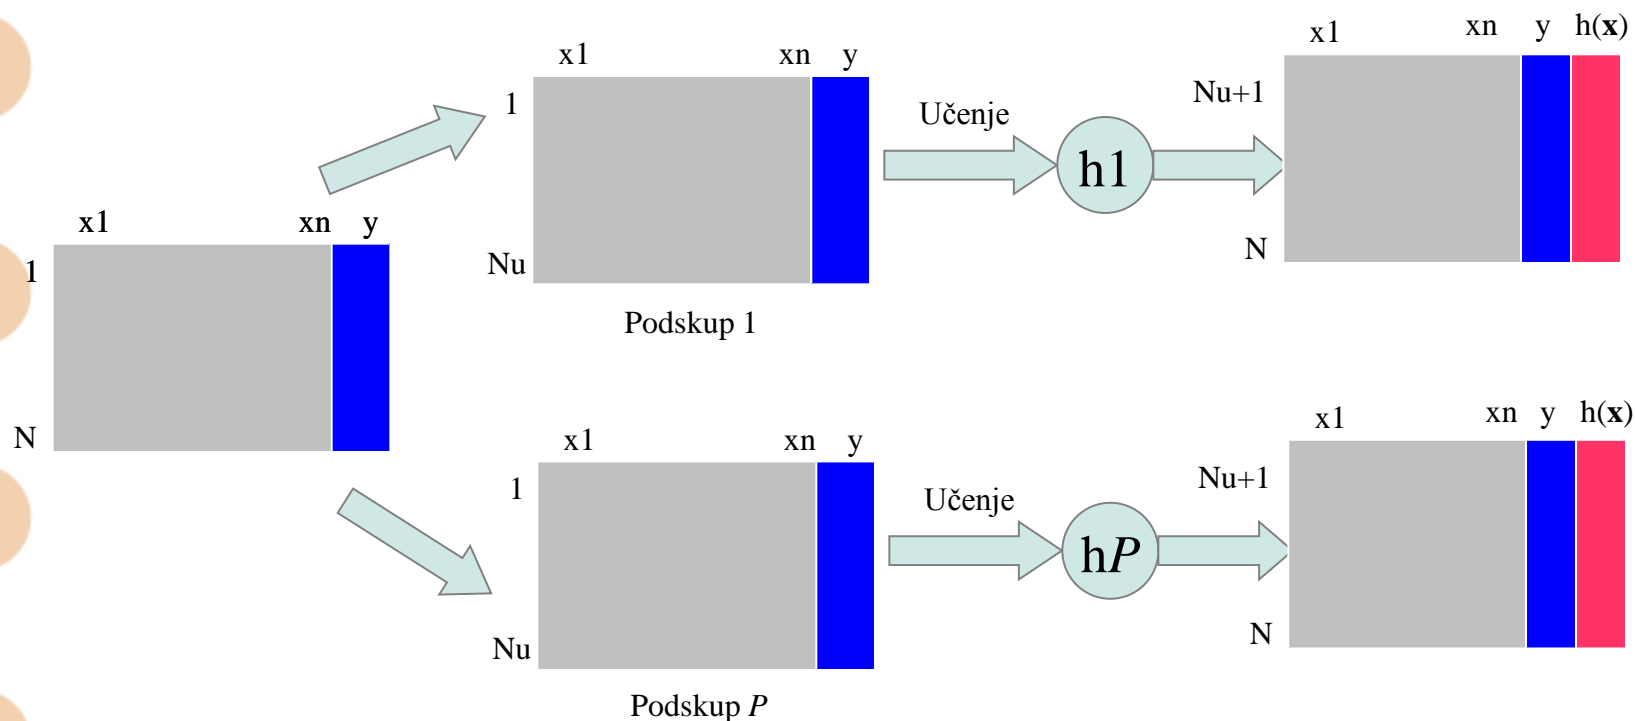 x1 xn y
1
N
x1 xn y
1
Nu
Podskup 1
Učenje
h1
x1 xn y h(x)
Nu+1
N
x1 xn y
1
Nu
Podskup P
Učenje
hP
x1 xn y h(x)
Nu+1
N